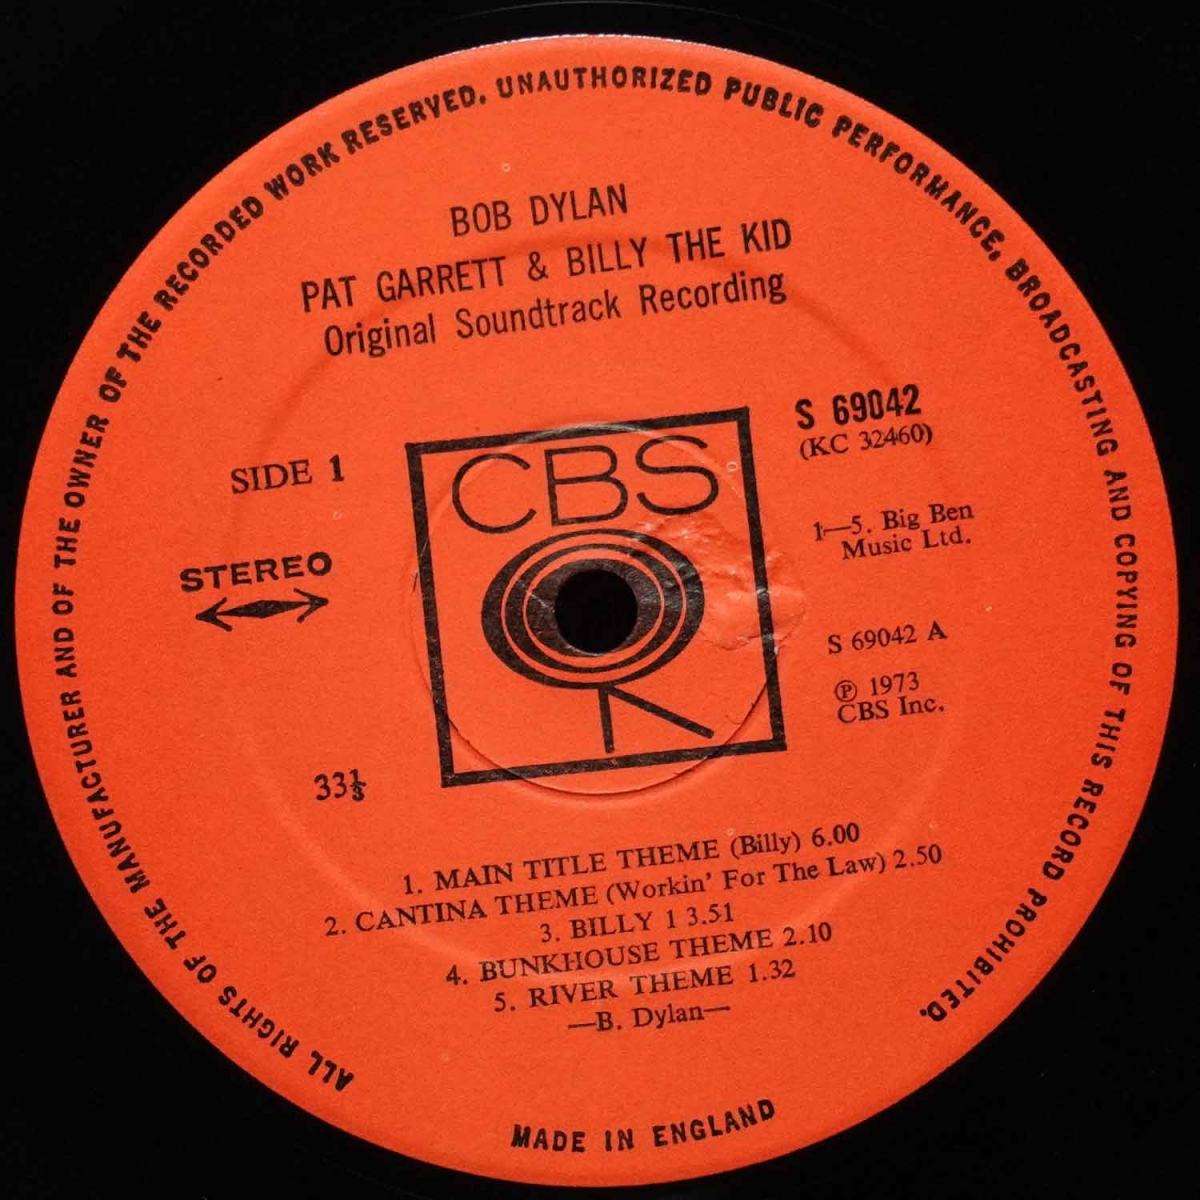 ALL RIGHTS OF THE MANUFACTURER AND OF THE OWNER OF THE RECORDED WORK RESERVED. UNAUTHORIZED PUBLIC PERFORMANCE, BROADCASTING AND COPYING OF THIS RECORD PROHIBITED.
BOB DYLAN
PAT GARRETT & BILLY THE KID
Original Soundtrack Recording
S 69042
(KC 32460)
SIDE 1
CBS
1—5. Big Ben
Music Ltd.
STEREO
S 69042 A
℗ 1973
CBS Inc.
33⅓
1. MAIN TITLE THEME (Billy) 6.00
2. CANTINA THEME (Workin' For The Law) 2.50
3. BILLY 1 3.51
4. BUNKHOUSE THEME 2.10
5. RIVER THEME 1.32
—B. Dylan—
MADE IN ENGLAND